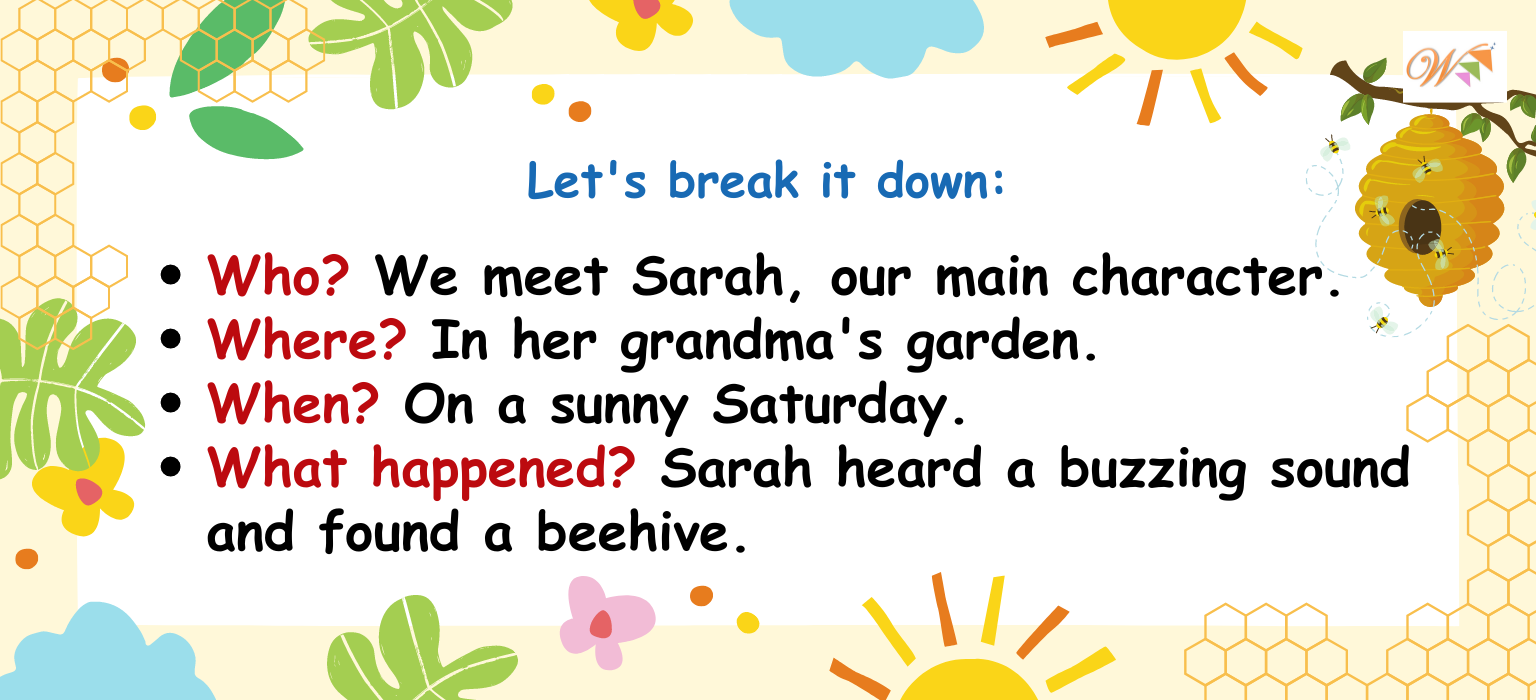 W
Let's break it down:
• Who? We meet Sarah, our main character.
• Where? In her grandma's garden.
• When? On a sunny Saturday.
• What happened? Sarah heard a buzzing sound
and found a beehive.